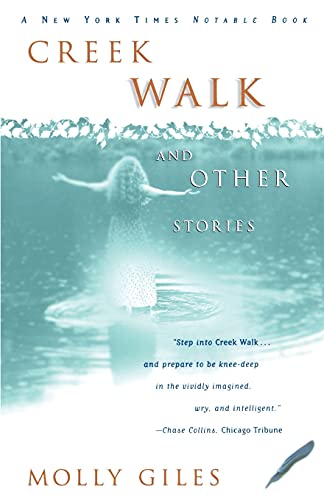 A New York Times Notable Book
CREEK
WALK
AND
OTHER
STORIES
"Step into Creek Walk . . .
and prepare to be knee-deep
in the vividly imagined,
wry, and intelligent."
—Chase Collins, Chicago Tribune
MOLLY GILES